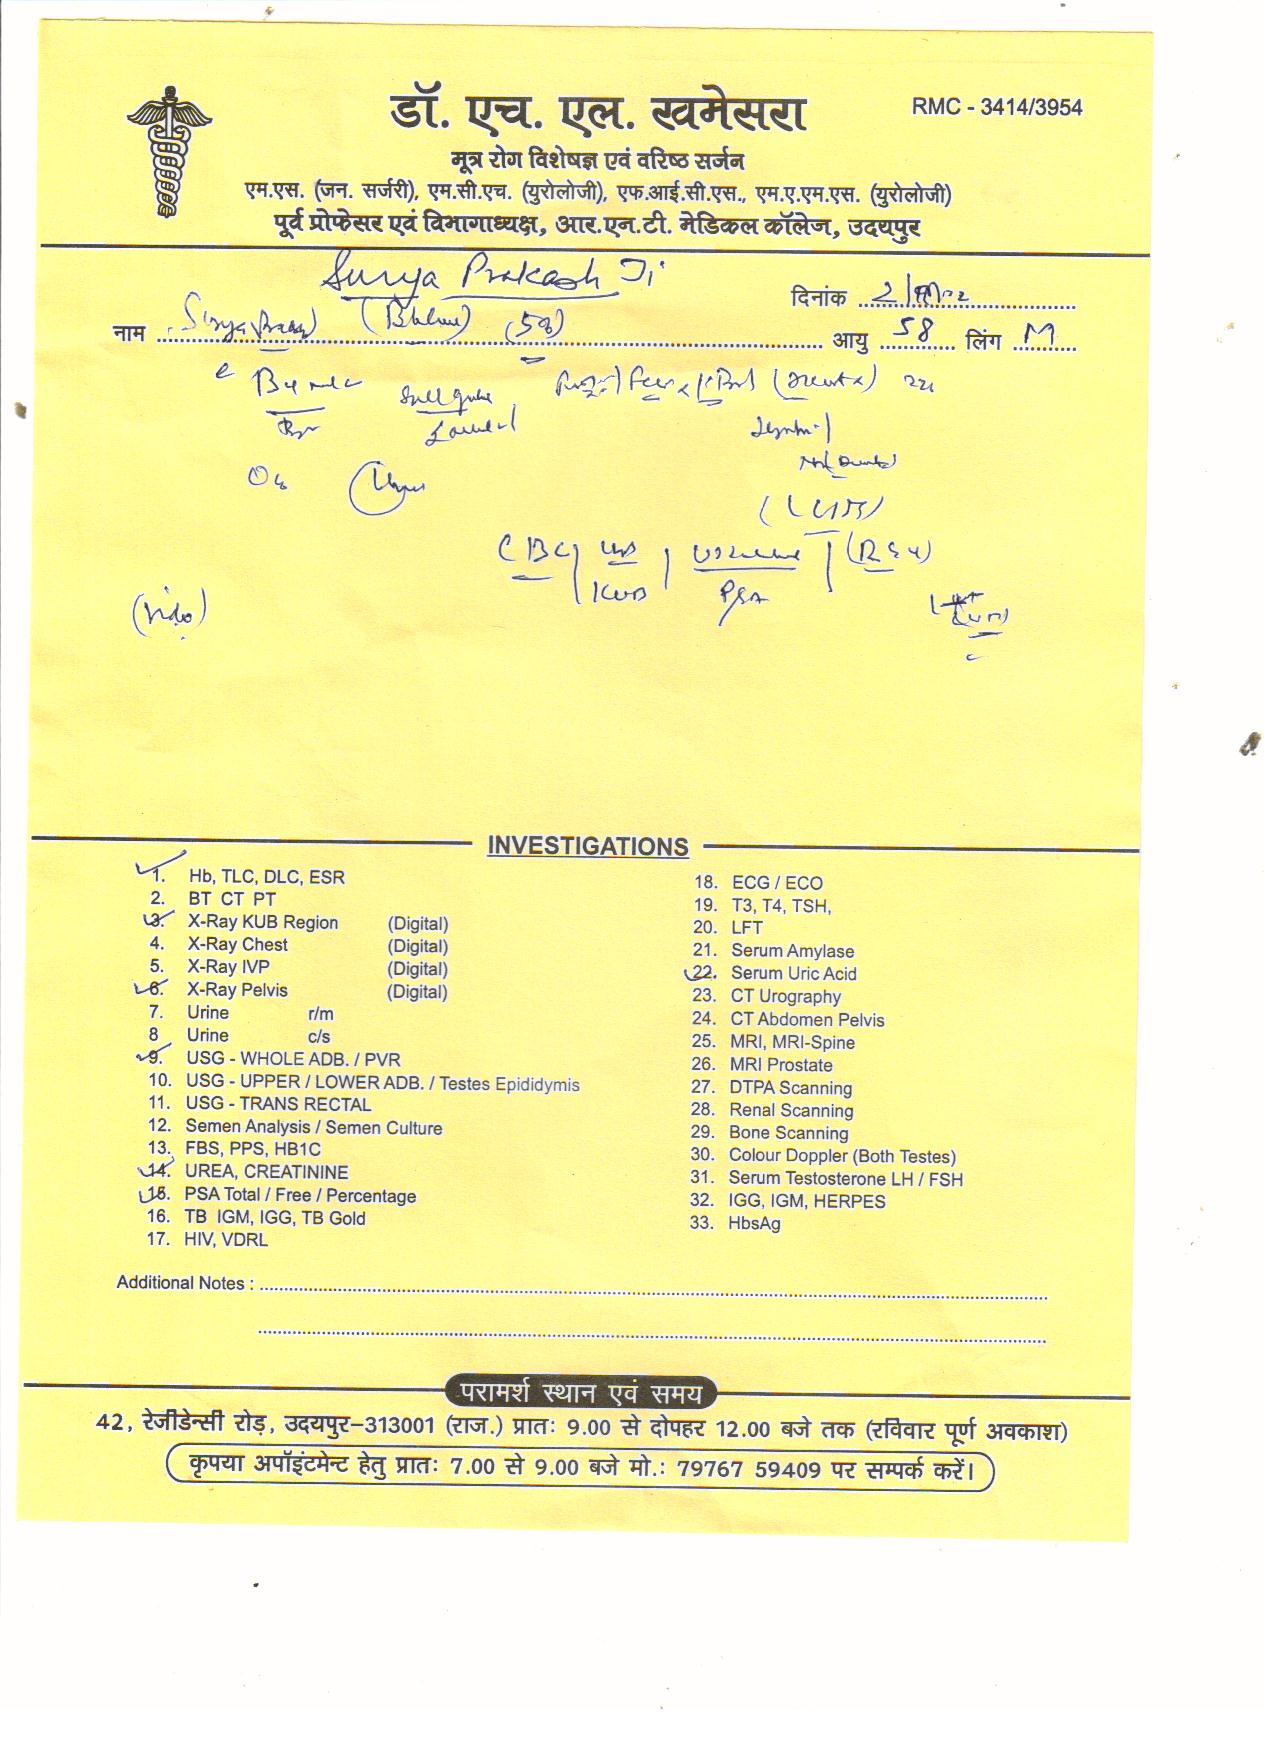 डॉ. एच. एल. खमेसरा
RMC - 3414/3954
मूत्र रोग विशेषज्ञ एवं वरिष्ठ सर्जन
एम.एस. (जन. सर्जरी), एम.सी.एच. (युरोलोजी), एफ.आई.सी.एस., एम.ए.एम.एस. (युरोलोजी)
पूर्व प्रोफेसर एवं विभागाध्यक्ष, आर.एन.टी. मेडिकल कॉलेज, उदयपुर
Surya Prakash Ji
दिनांक 2/
नाम Surya Prakash (58) आयु 58 लिंग M
(LUTS)
CBC
KUB PSA
INVESTIGATIONS
1. Hb, TLC, DLC, ESR
2. BT CT PT
3. X-Ray KUB Region (Digital)
4. X-Ray Chest (Digital)
5. X-Ray IVP (Digital)
6. X-Ray Pelvis (Digital)
7. Urine r/m
8 Urine c/s
9. USG - WHOLE ADB. / PVR
10. USG - UPPER / LOWER ADB. / Testes Epididymis
11. USG - TRANS RECTAL
12. Semen Analysis / Semen Culture
13. FBS, PPS, HB1C
14. UREA, CREATININE
15. PSA Total / Free / Percentage
16. TB IGM, IGG, TB Gold
17. HIV, VDRL
18. ECG / ECO
19. T3, T4, TSH,
20. LFT
21. Serum Amylase
22. Serum Uric Acid
23. CT Urography
24. CT Abdomen Pelvis
25. MRI, MRI-Spine
26. MRI Prostate
27. DTPA Scanning
28. Renal Scanning
29. Bone Scanning
30. Colour Doppler (Both Testes)
31. Serum Testosterone LH / FSH
32. IGG, IGM, HERPES
33. HbsAg
Additional Notes :
परामर्श स्थान एवं समय
42, रेजीडेन्सी रोड़, उदयपुर–313001 (राज.) प्रातः 9.00 से दोपहर 12.00 बजे तक (रविवार पूर्ण अवकाश)
कृपया अपॉइंटमेन्ट हेतु प्रातः 7.00 से 9.00 बजे मो.: 79767 59409 पर सम्पर्क करें।